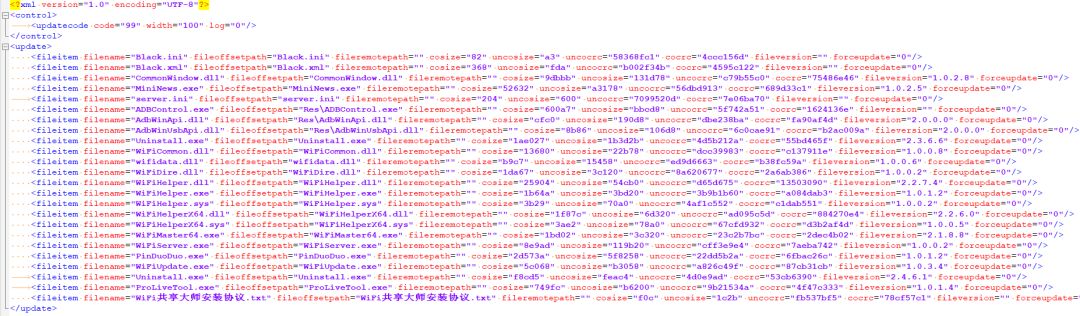 <?xml version="1.0" encoding="UTF-8"?>
<control>
<updatecode code="99" width="100" log="0"/>
</control>
<update>
<fileitem filename="Black.ini" fileoffsetpath="Black.ini" fileremotepath="" cosize="82" uncosize="a3" uncocrc="58368fc1" cocrc="4ccc156d" fileversion="" forceupdate="0"/>
<fileitem filename="Black.xml" fileoffsetpath="Black.xml" fileremotepath="" cosize="368" uncosize="fda" uncocrc="b002f34b" cocrc="4595c122" fileversion="" forceupdate="0"/>
<fileitem filename="CommonWindow.dll" fileoffsetpath="CommonWindow.dll" fileremotepath="" cosize="9dbbb" uncosize="131d78" uncocrc="c79b55c0" cocrc="75486e46" fileversion="1.0.2.8" forceupdate="0"/>
<fileitem filename="MiniNews.exe" fileoffsetpath="MiniNews.exe" fileremotepath="" cosize="52632" uncosize="a3178" uncocrc="56dbd913" cocrc="689d33c1" fileversion="1.0.2.5" forceupdate="0"/>
<fileitem filename="server.ini" fileoffsetpath="server.ini" fileremotepath="" cosize="204" uncosize="600" uncocrc="7099520d" cocrc="7e06ba70" fileversion="" forceupdate="0"/>
<fileitem filename="ADBControl.exe" fileoffsetpath="Res\ADBControl.exe" fileremotepath="" cosize="600a7" uncosize="bbcd8" uncocrc="5f742a51" cocrc="1624136e" fileversion="1.0.0.1" forceupdate="0"/>
<fileitem filename="AdbWinApi.dll" fileoffsetpath="Res\AdbWinApi.dll" fileremotepath="" cosize="cfc0" uncosize="190d8" uncocrc="dbe238ba" cocrc="fa90af4d" fileversion="2.0.0.0" forceupdate="0"/>
<fileitem filename="AdbWinUsbApi.dll" fileoffsetpath="Res\AdbWinUsbApi.dll" fileremotepath="" cosize="8b86" uncosize="106d8" uncocrc="6c0cae91" cocrc="b2ac009a" fileversion="2.0.0.0" forceupdate="0"/>
<fileitem filename="Uninstall.exe" fileoffsetpath="Uninstall.exe" fileremotepath="" cosize="1ae027" uncosize="1b3d2b" uncocrc="4d5b212a" cocrc="55bd465f" fileversion="2.3.6.6" forceupdate="0"/>
<fileitem filename="WiFiCommon.dll" fileoffsetpath="WiFiCommon.dll" fileremotepath="" cosize="13680" uncosize="22b78" uncocrc="dcc39983" cocrc="c137911e" fileversion="1.0.0.8" forceupdate="0"/>
<fileitem filename="wifidata.dll" fileoffsetpath="wifidata.dll" fileremotepath="" cosize="b9c7" uncosize="15458" uncocrc="ed9d6663" cocrc="b38fc59a" fileversion="1.0.0.6" forceupdate="0"/>
<fileitem filename="WiFiDire.dll" fileoffsetpath="WiFiDire.dll" fileremotepath="" cosize="1da67" uncosize="3c120" uncocrc="8a620677" cocrc="2a6ab386" fileversion="1.0.0.2" forceupdate="0"/>
<fileitem filename="WiFiHelper.dll" fileoffsetpath="WiFiHelper.dll" fileremotepath="" cosize="25904" uncosize="54cb0" uncocrc="d65d675" cocrc="13503090" fileversion="2.2.7.4" forceupdate="0"/>
<fileitem filename="WiFiHelper.exe" fileoffsetpath="WiFiHelper.exe" fileremotepath="" cosize="1b64a" uncosize="3bd20" uncocrc="3b9b1b60" cocrc="a084dab3" fileversion="1.0.1.2" forceupdate="0"/>
<fileitem filename="WiFiHelper.sys" fileoffsetpath="WiFiHelper.sys" fileremotepath="" cosize="3b29" uncosize="70a0" uncocrc="4af1c552" cocrc="c1dab551" fileversion="1.0.0.2" forceupdate="0"/>
<fileitem filename="WiFiHelperX64.dll" fileoffsetpath="WiFiHelperX64.dll" fileremotepath="" cosize="1f87c" uncosize="6d320" uncocrc="ad095c5d" cocrc="884270e4" fileversion="2.2.6.0" forceupdate="0"/>
<fileitem filename="WiFiHelperX64.sys" fileoffsetpath="WiFiHelperX64.sys" fileremotepath="" cosize="3ae2" uncosize="78a0" uncocrc="67cfd932" cocrc="d3b2af4d" fileversion="1.0.0.5" forceupdate="0"/>
<fileitem filename="WiFiMaster64.exe" fileoffsetpath="WiFiMaster64.exe" fileremotepath="" cosize="1bd02" uncosize="3c320" uncocrc="23c2b7bc" cocrc="2dec4b02" fileversion="2.1.8.8" forceupdate="0"/>
<fileitem filename="WiFiServer.exe" fileoffsetpath="WiFiServer.exe" fileremotepath="" cosize="8e9ad" uncosize="119b20" uncocrc="cff3e9e4" cocrc="7aeba742" fileversion="1.0.0.2" forceupdate="0"/>
<fileitem filename="PinDuoDuo.exe" fileoffsetpath="PinDuoDuo.exe" fileremotepath="" cosize="2d573a" uncosize="5f8258" uncocrc="22dd5b2a" cocrc="6fbac26c" fileversion="1.0.1.2" forceupdate="0"/>
<fileitem filename="WiFiUpdate.exe" fileoffsetpath="WiFiUpdate.exe" fileremotepath="" cosize="5c068" uncosize="b3058" uncocrc="a826c49f" cocrc="87cb31cb" fileversion="1.0.3.4" forceupdate="0"/>
<fileitem filename="Uninstall.exe" fileoffsetpath="Uninstall.exe" fileremotepath="" cosize="f8cd5" uncosize="feac4" uncocrc="4d0e9ad" cocrc="53cb6390" fileversion="2.4.6.1" forceupdate="0"/>
<fileitem filename="ProLiveTool.exe" fileoffsetpath="ProLiveTool.exe" fileremotepath="" cosize="749fc" uncosize="b6200" uncocrc="9b21534a" cocrc="4f47c333" fileversion="1.0.1.4" forceupdate="0"/>
<fileitem filename="WiFi共享大师安装协议.txt" fileoffsetpath="WiFi共享大师安装协议.txt" fileremotepath="" cosize="f0c" uncosize="1c2b" uncocrc="fb537bf5" cocrc="78cf57c1" fileversion="" forceupdate="0"
</update>